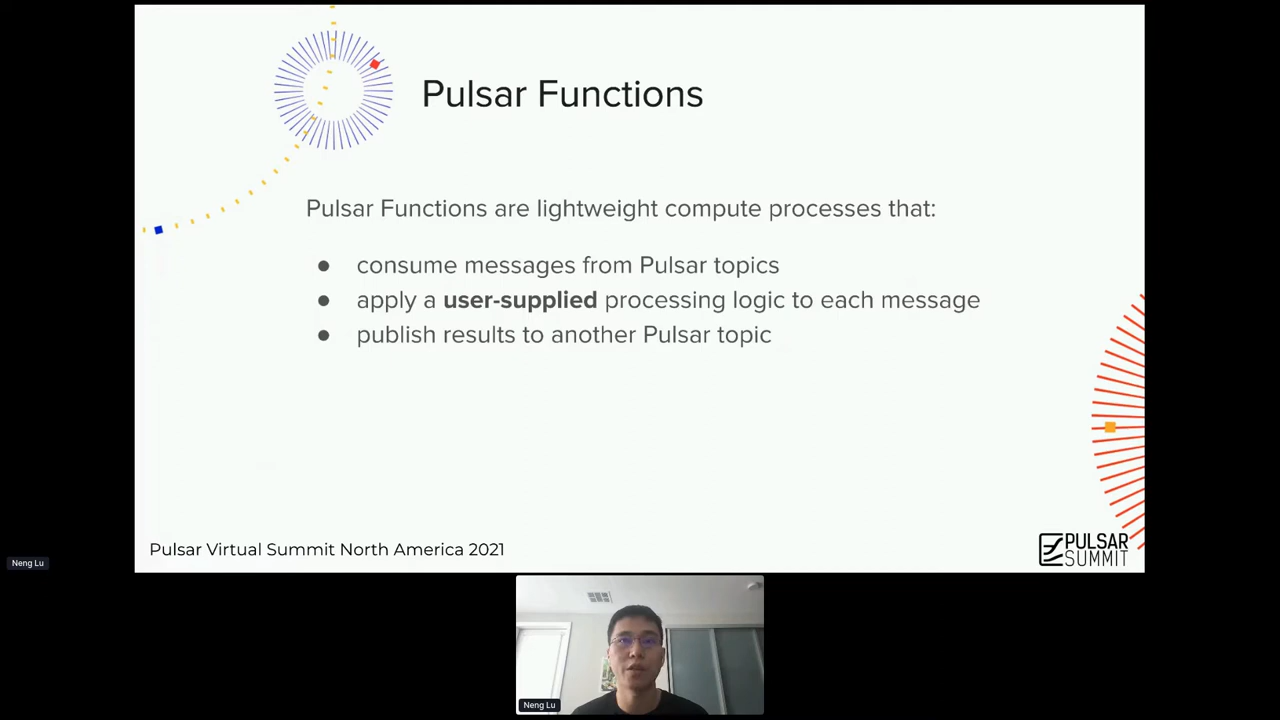 Pulsar Functions
Pulsar Functions are lightweight compute processes that:
● consume messages from Pulsar topics
● apply a user-supplied processing logic to each message
● publish results to another Pulsar topic
Pulsar Virtual Summit North America 2021
PULSAR
SUMMIT
Neng Lu
Neng Lu